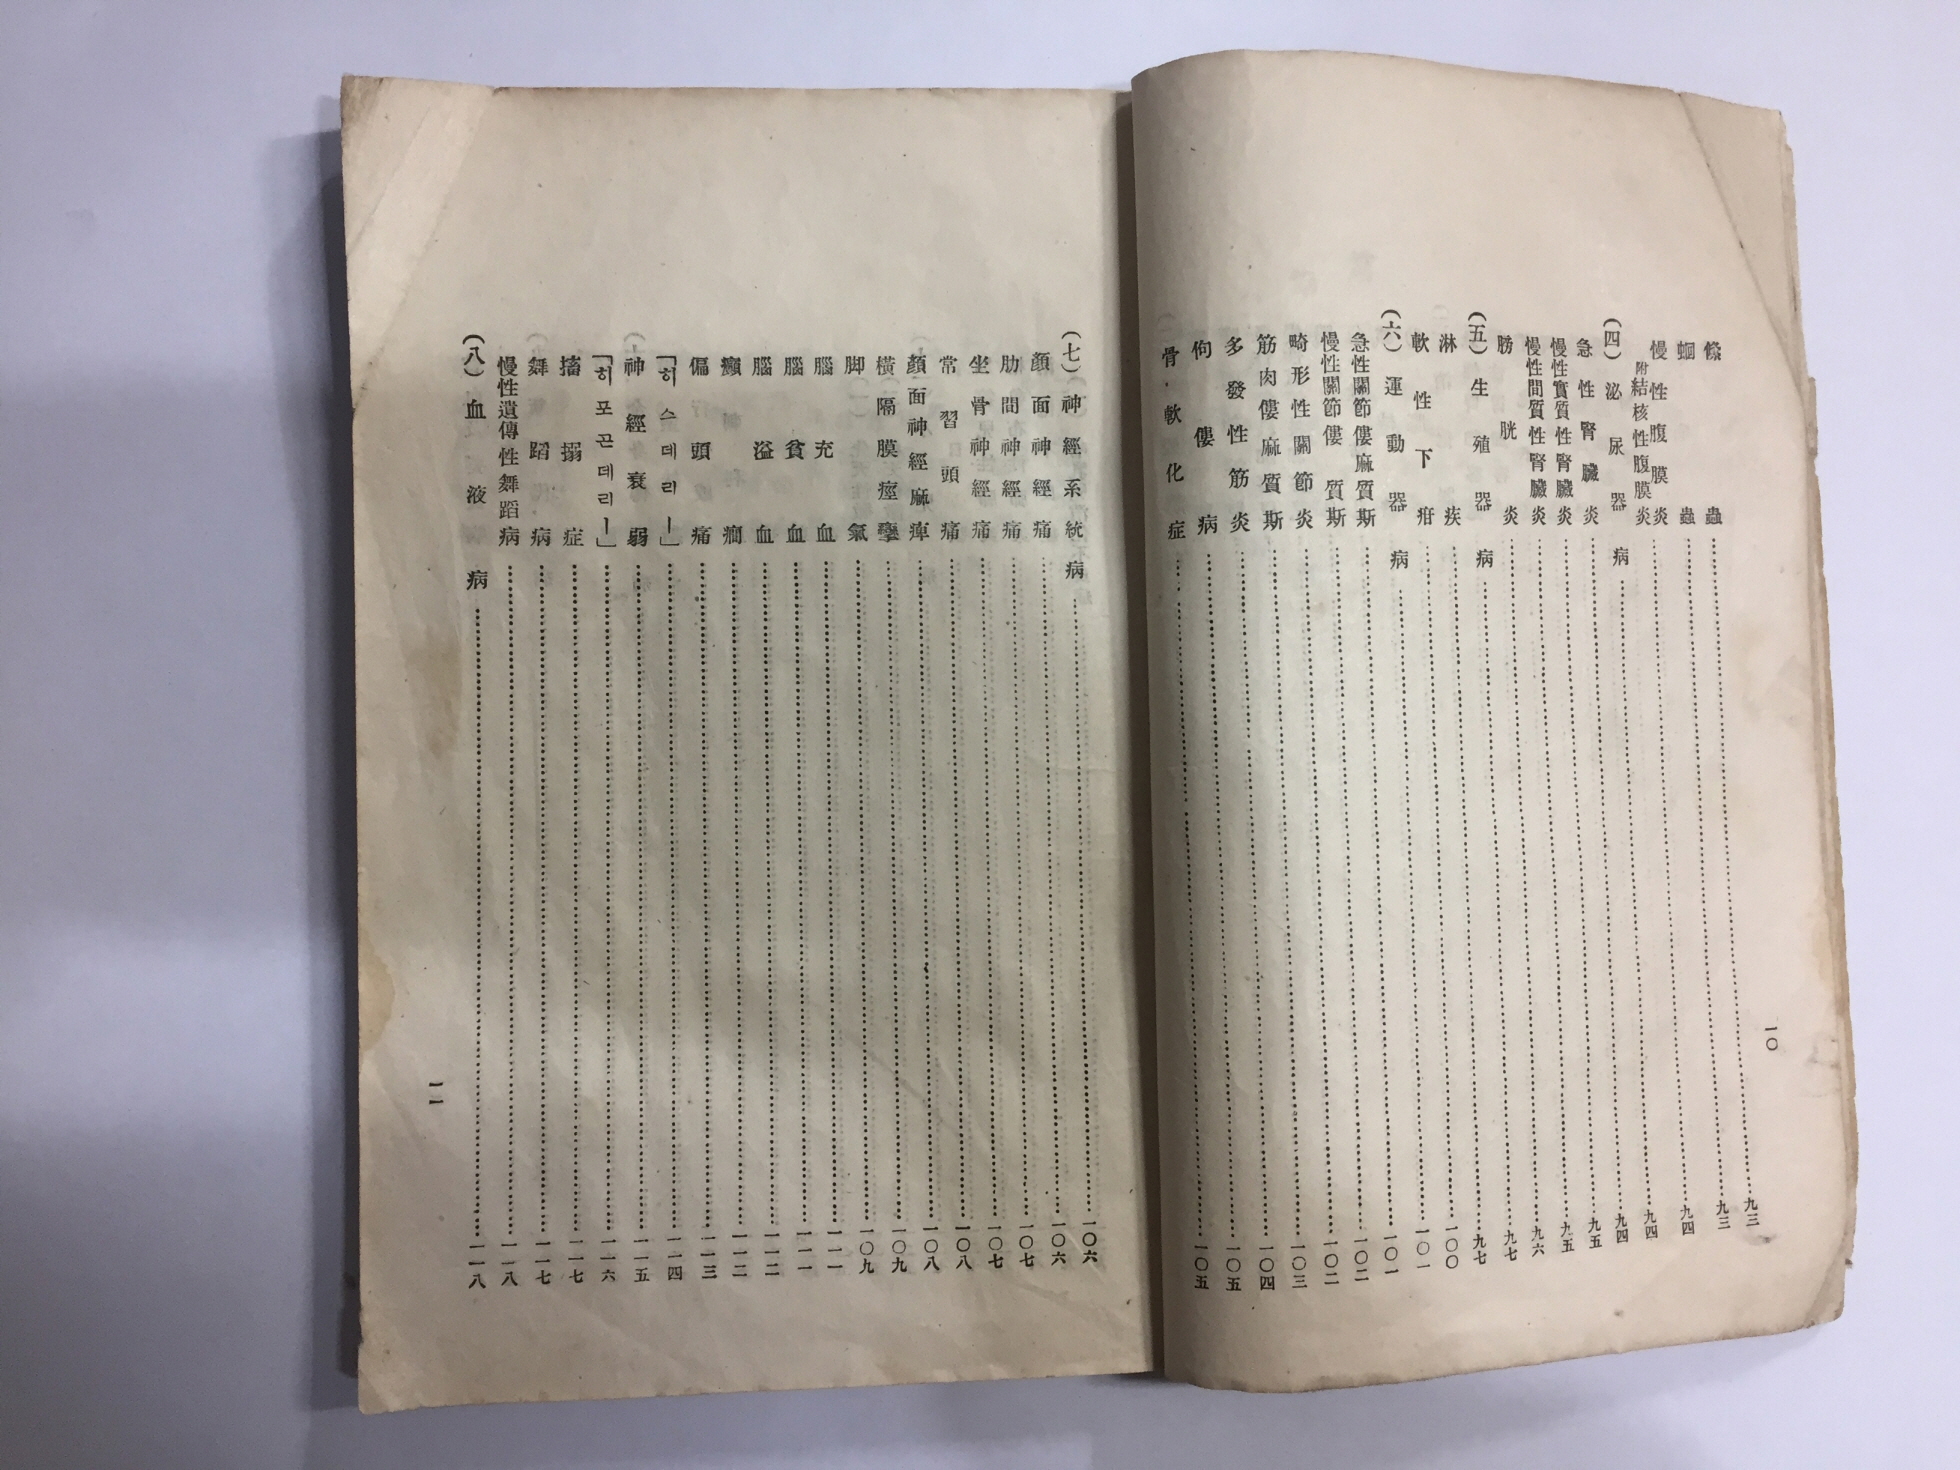 一〇
絛蟲……九三
蛔蟲……九三
慢性腹膜炎……九四
附結核性腹膜炎
(四)泌尿器病……九四
急性腎臟炎……九四
慢性實質性腎臟炎……九五
慢性間質性腎臟炎……九五
膀胱炎……九六
(五)生殖器病……九七
淋疾……九七
軟性下疳……一〇〇
(六)運動器病……一〇一
急性關節僂麻質斯……一〇一
慢性關節僂質斯……一〇二
畸形性關節炎……一〇二
筋肉僂麻質斯……一〇三
多發性筋炎……一〇四
佝僂病……一〇五
骨軟化症……一〇五
(七)神經系統不病……一〇六
顏面神經痛……一〇六
肋間神經痛……一〇七
坐骨神經痛……一〇七
常習頭痛……一〇八
顏面神經麻痺……一〇八
橫隔膜痙攣……一〇九
脚氣……一〇九
腦充血……一一一
腦貧血……一一一
腦溢血……一一二
癲癇……一一二
偏頭痛……一一三
「히스데리ー」……一一四
神經衰弱……一一五
「히포곤데리ー」……一一六
搐搦症……一一七
舞蹈病……一一七
慢性遺傳性舞蹈病……一一八
(八)血液病……一一八
一一